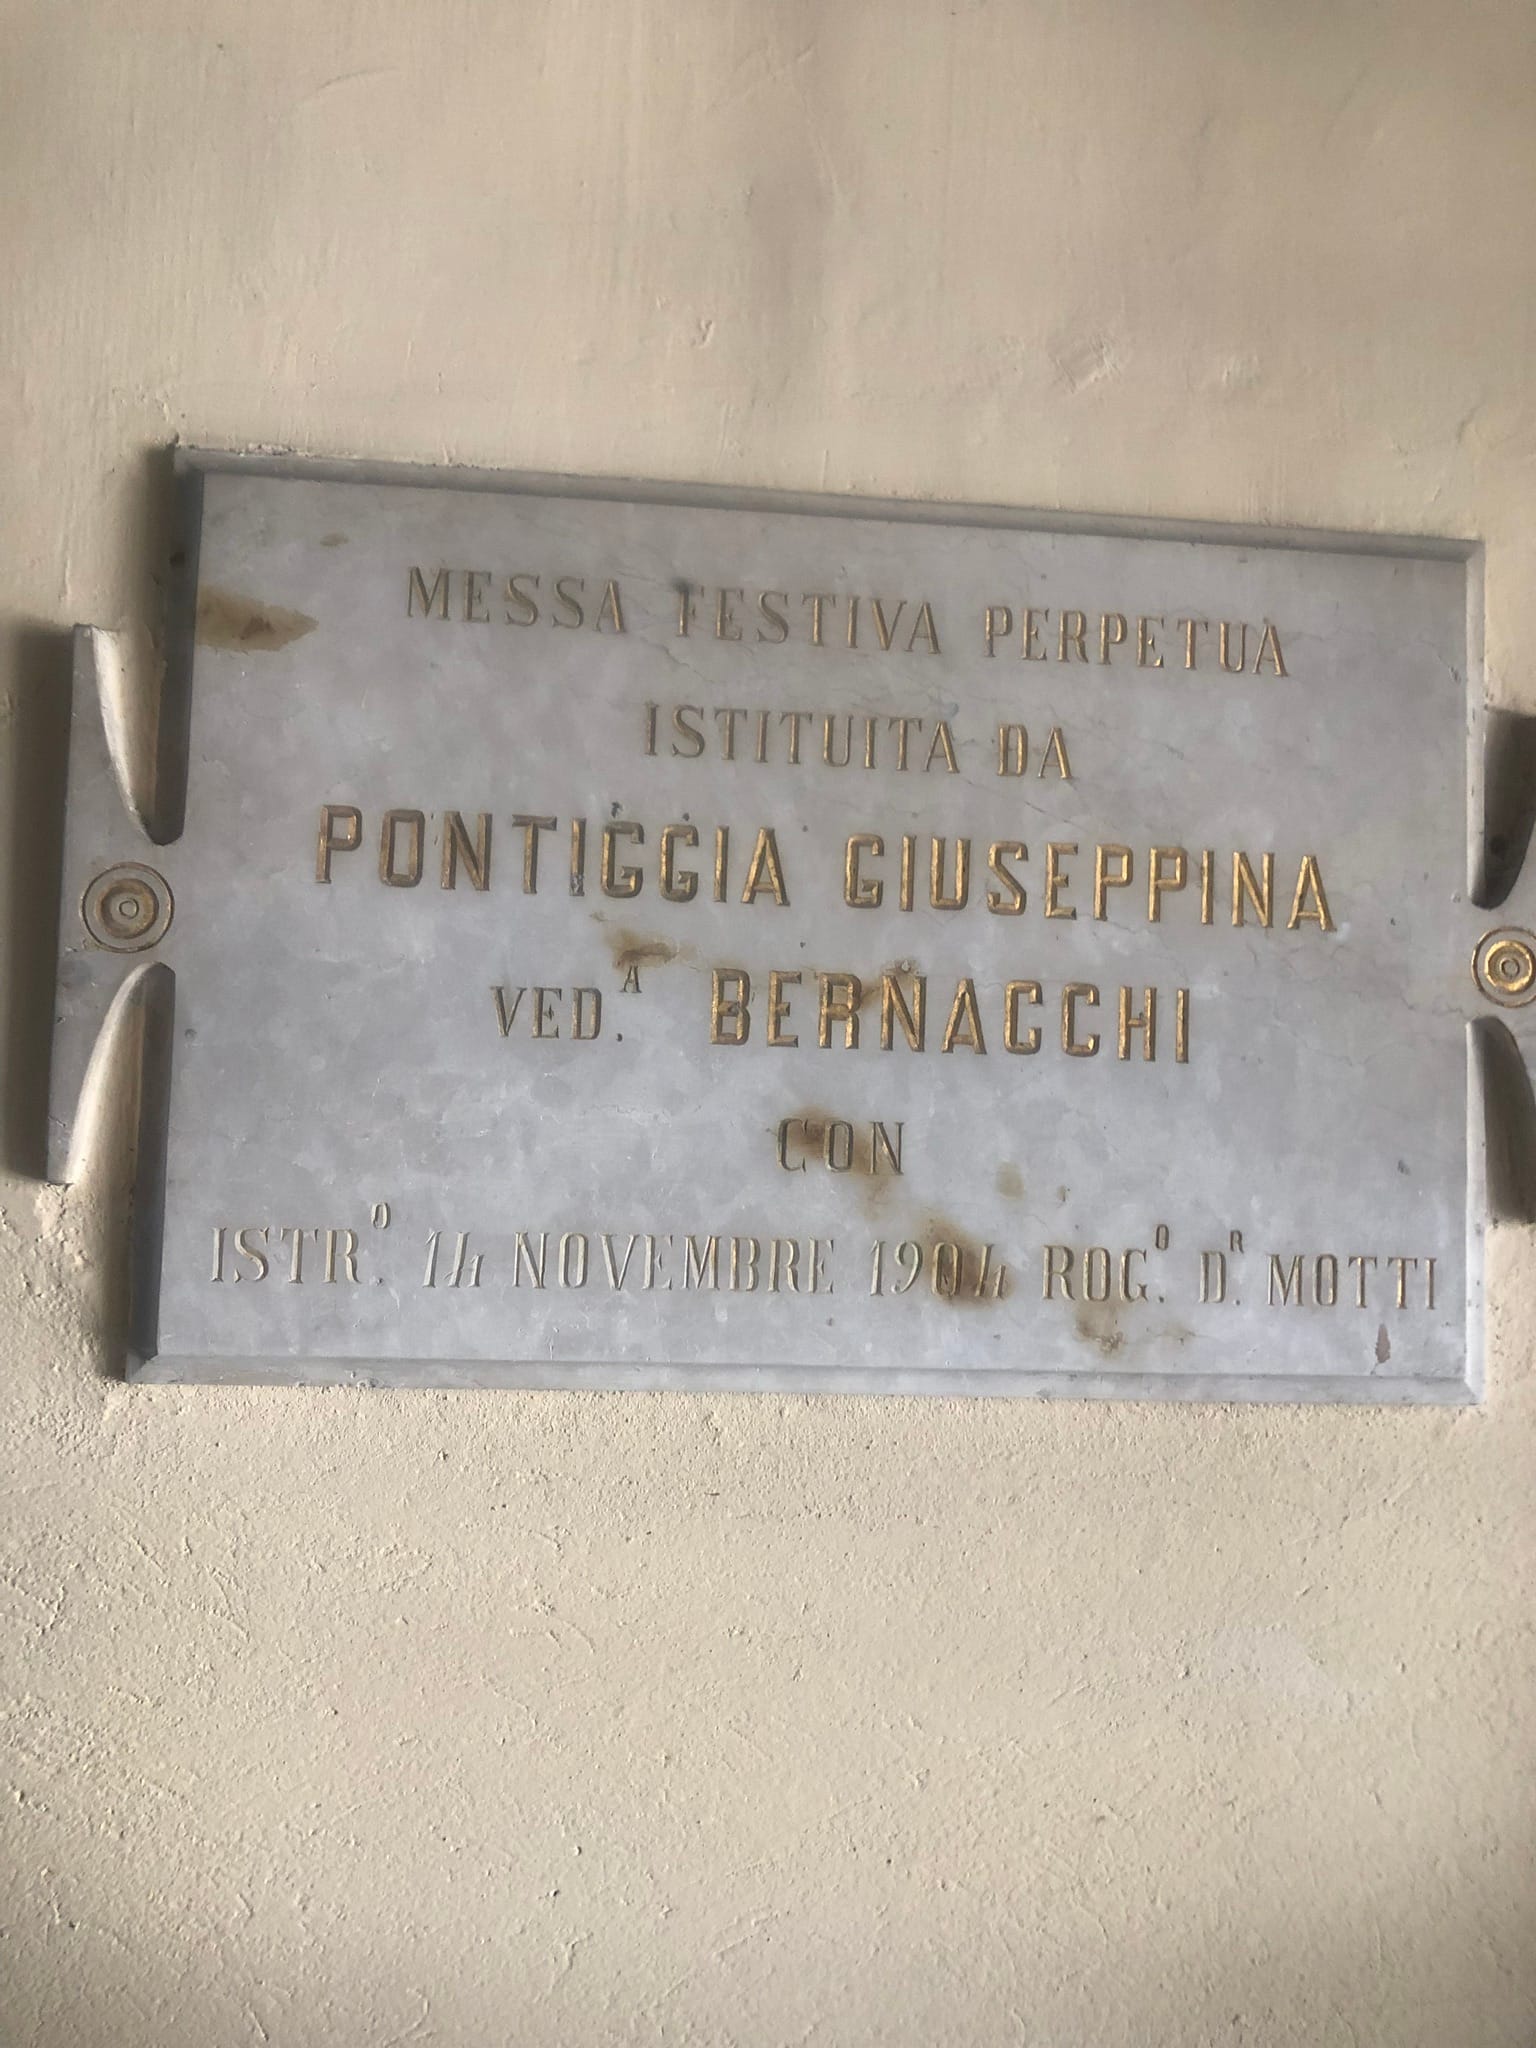 MESSA FESTIVA PERPETUA
ISTITUITA DA
PONTIGGIA GIUSEPPINA
VED.A BERNACCHI
CON
ISTR.O 14 NOVEMBRE 1904 ROG.O D.R MOTTI